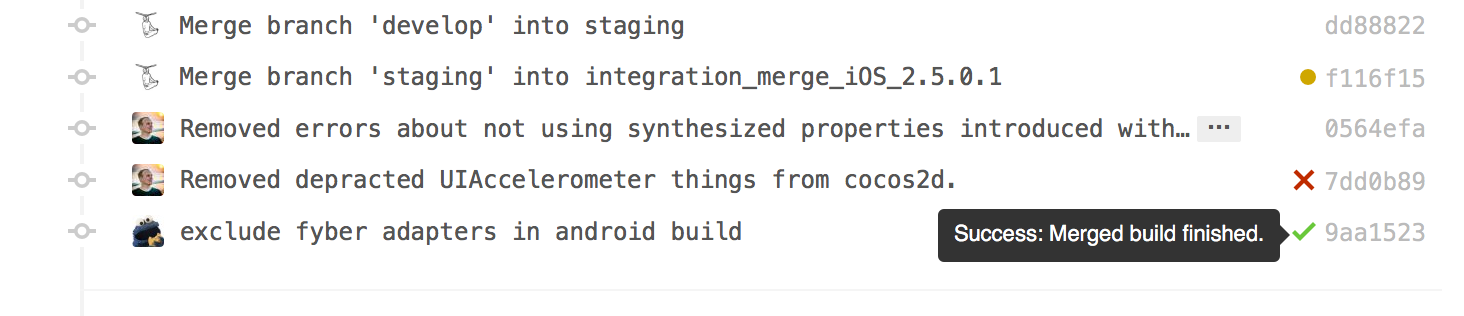 Merge branch 'develop' into staging dd88822
Merge branch 'staging' into integration_merge_iOS_2.5.0.1 f116f15
Removed errors about not using synthesized properties introduced with… ... 0564efa
Removed depracted UIAccelerometer things from cocos2d. 7dd0b89
exclude fyber adapters in android build Success: Merged build finished. 9aa1523